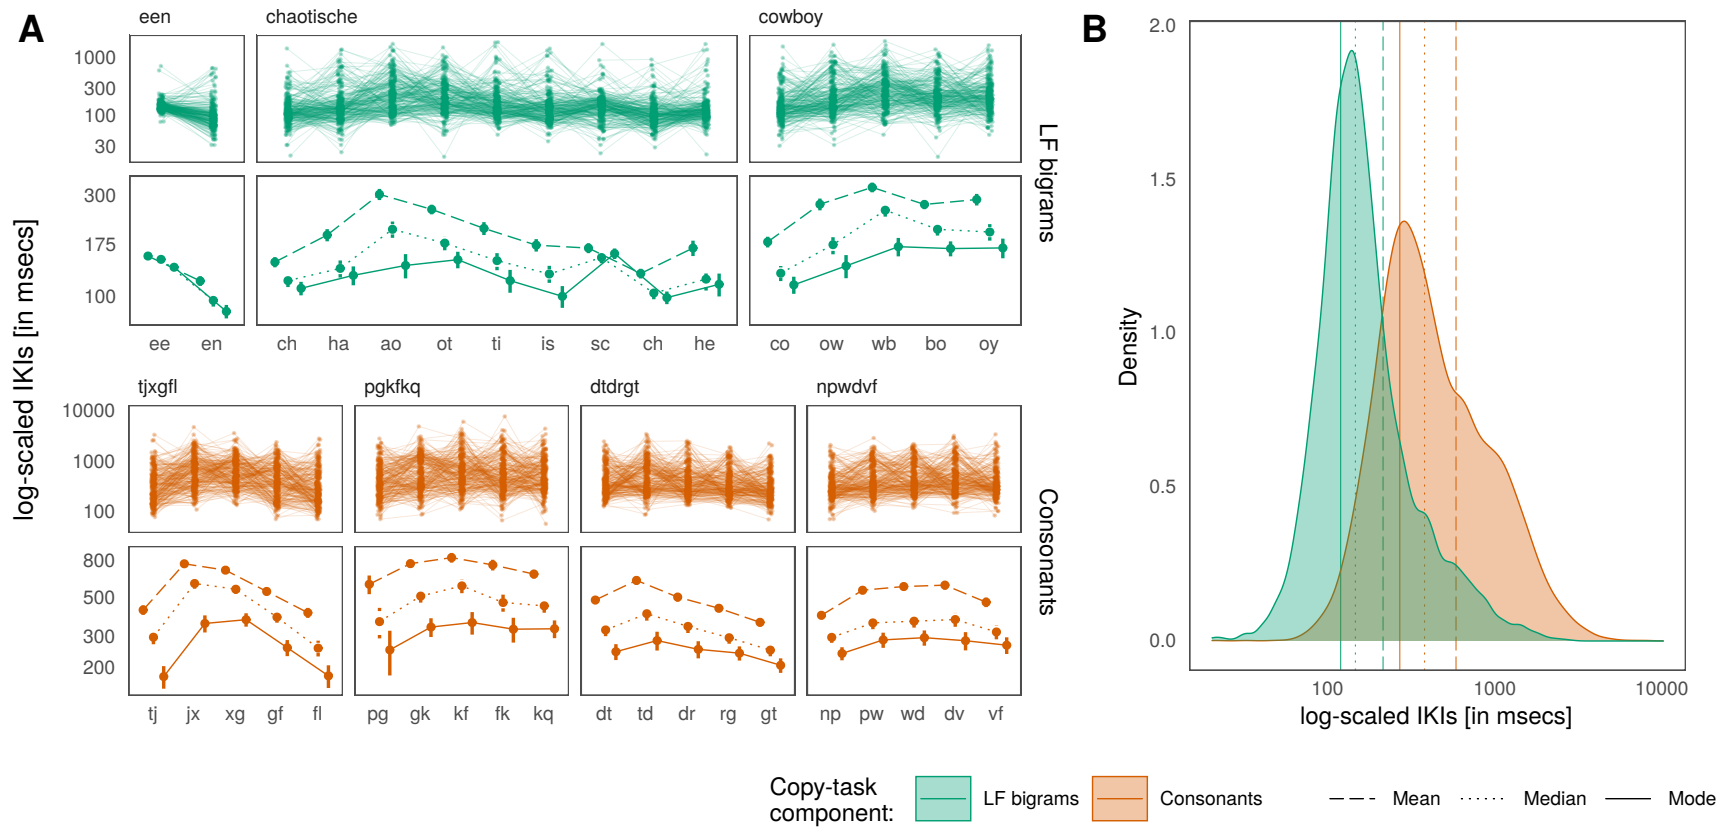 A
een
chaotische
cowboy
1000
300
100
30
LF bigrams
300
175
100
ee en
ch ha ao ot ti is sc ch he
co ow wb bo oy
log-scaled IKIs [in msecs]
tjxgfl
pgkfkq
dtdrgt
npwdvf
10000
1000
100
Consonants
800
500
300
200
tj jx xg gf fl
pg gk kf fk kq
dt td dr rg gt
np pw wd dv vf
B
2.0
1.5
1.0
0.5
0.0
Density
100 1000 10000
log-scaled IKIs [in msecs]
Copy-task
component:
LF bigrams
Consonants
Mean
Median
Mode